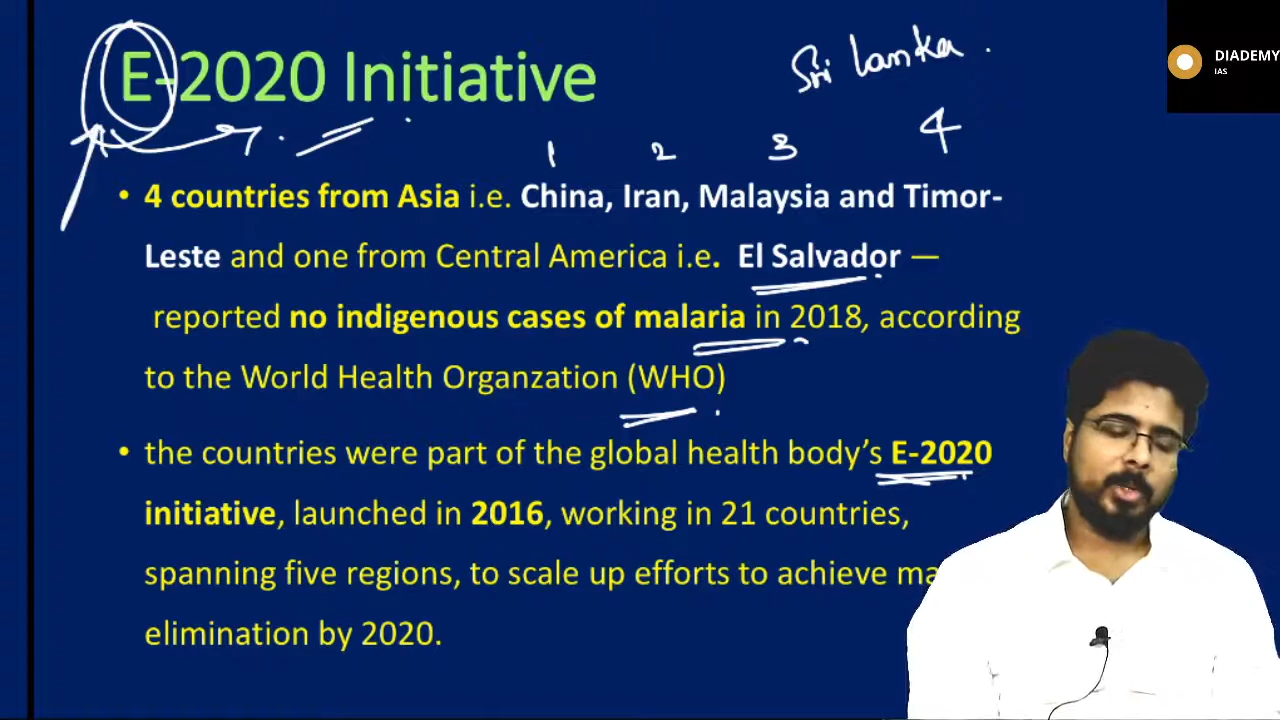 E-2020 Initiative
Sri Lanka
DIADEMY
IAS
1 2 3 4
• 4 countries from Asia i.e. China, Iran, Malaysia and Timor-
Leste and one from Central America i.e. El Salvador —
reported no indigenous cases of malaria in 2018, according
to the World Health Organzation (WHO)
• the countries were part of the global health body’s E-2020
initiative, launched in 2016, working in 21 countries,
spanning five regions, to scale up efforts to achieve ma
elimination by 2020.